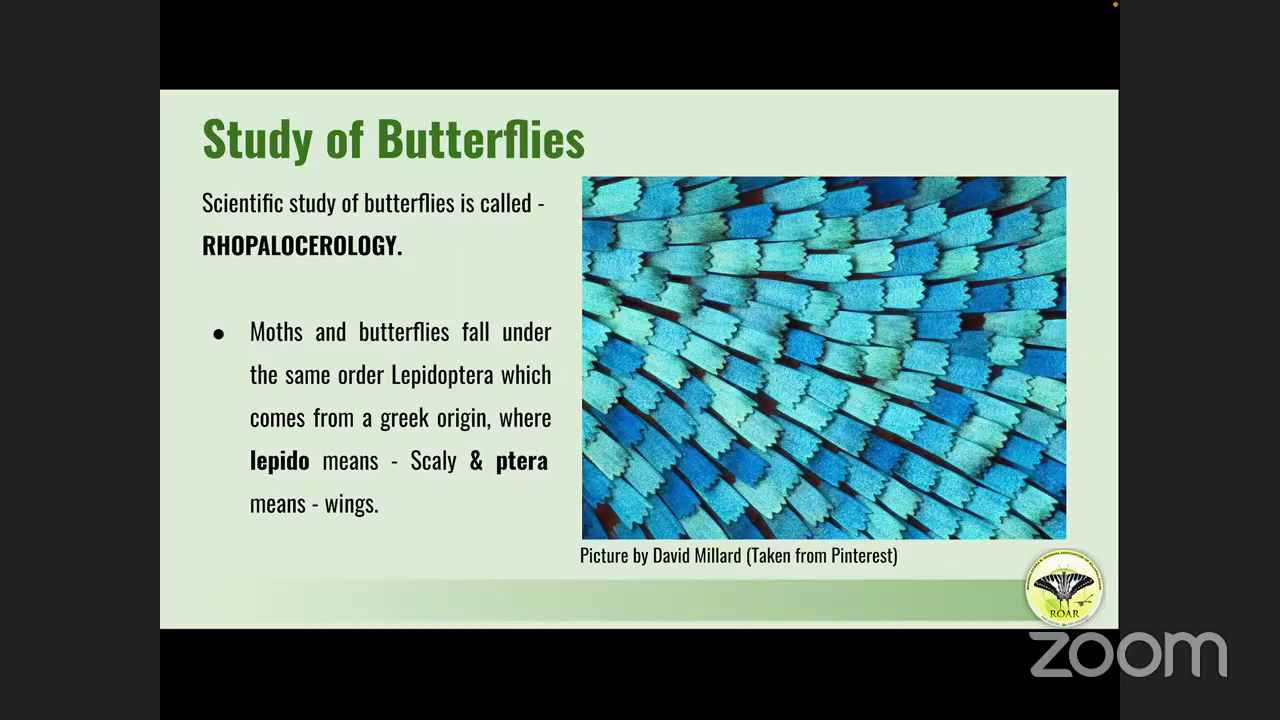 Study of Butterflies
Scientific study of butterflies is called -
RHOPALOCEROLOGY.
● Moths and butterflies fall under
the same order Lepidoptera which
comes from a greek origin, where
lepido means - Scaly & ptera
means - wings.
Picture by David Millard (Taken from Pinterest)
ROAR
zoom